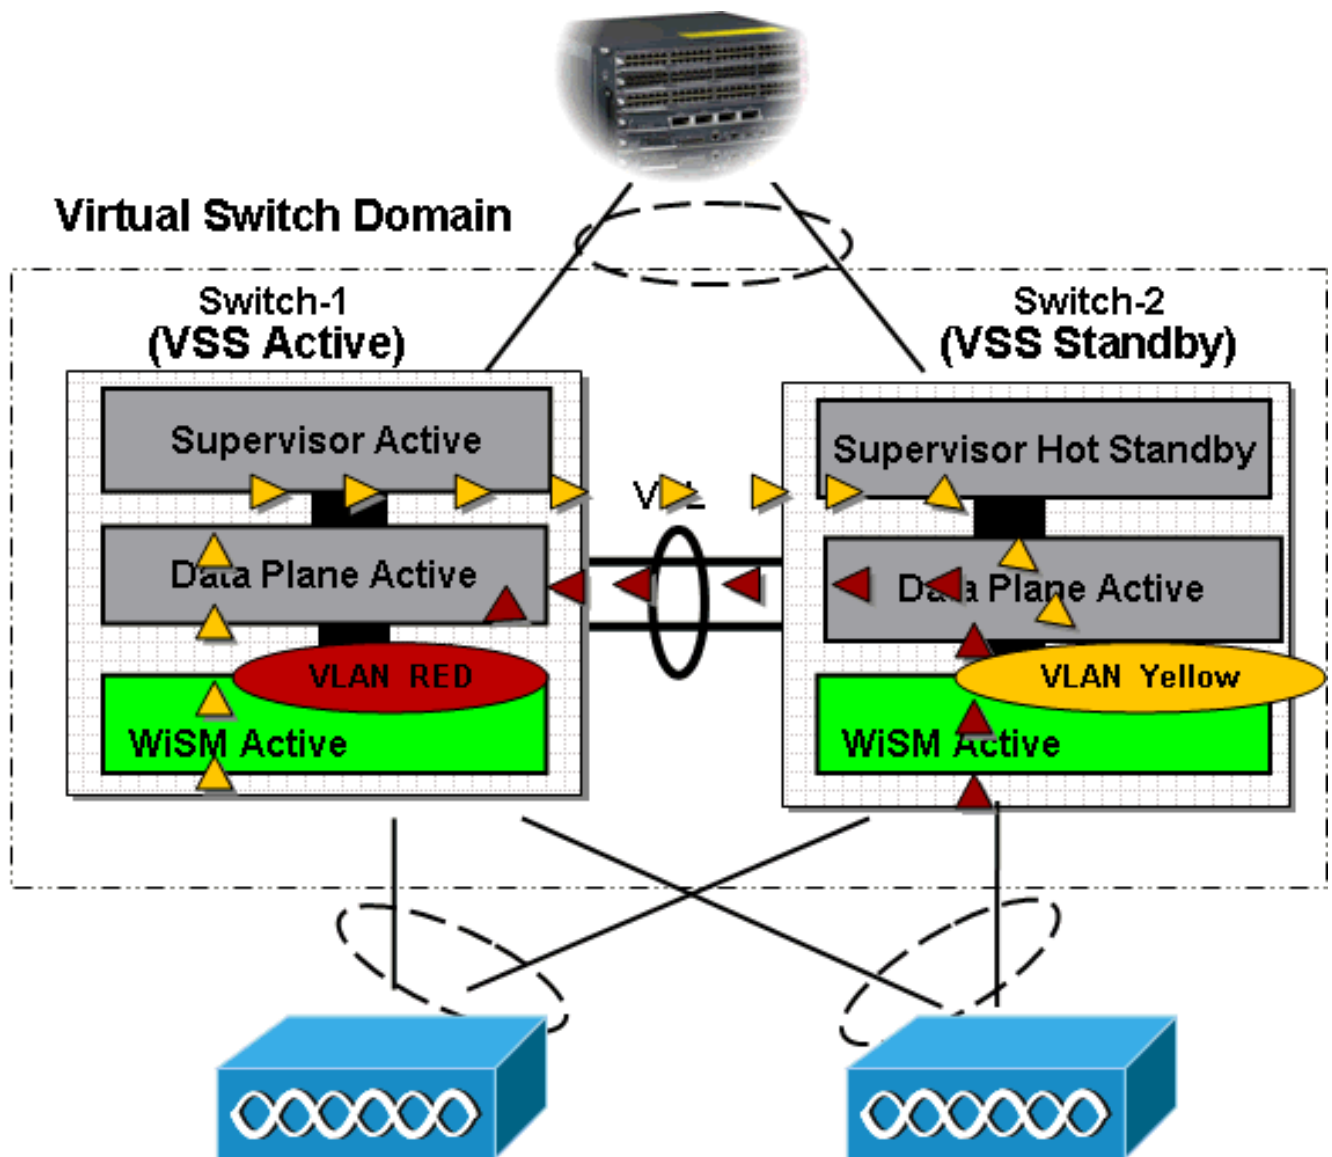 Virtual Switch Domain
Switch-1
(VSS Active)
Switch-2
(VSS Standby)
Supervisor Active
Supervisor Hot Standby
Data Plane Active
Data Plane Active
VLAN RED
VLAN Yellow
WiSM Active
WiSM Active